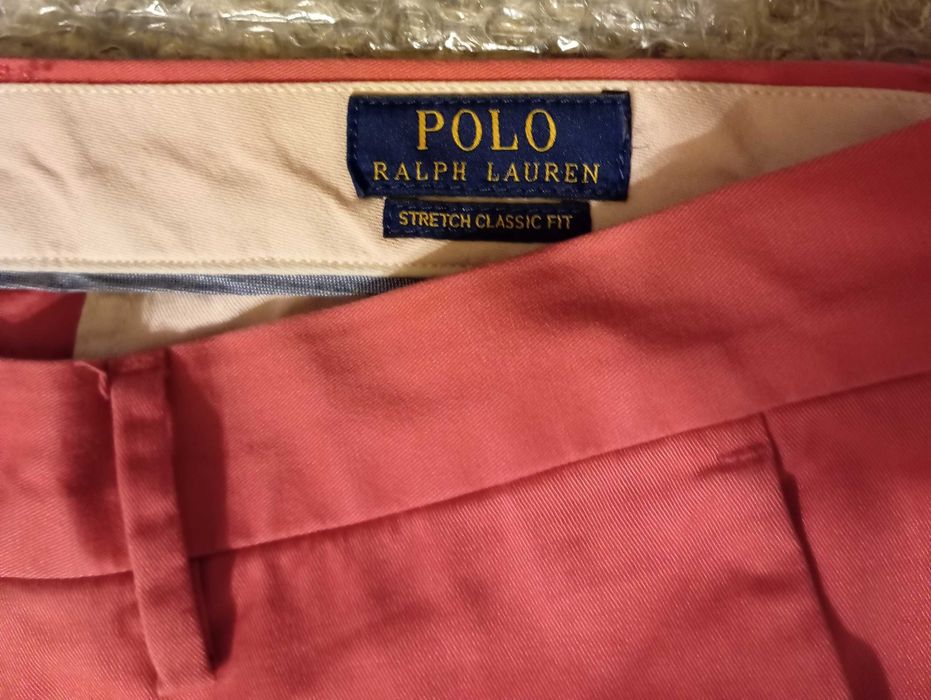 POLO
RALPH LAUREN
STRETCH CLASSIC FIT